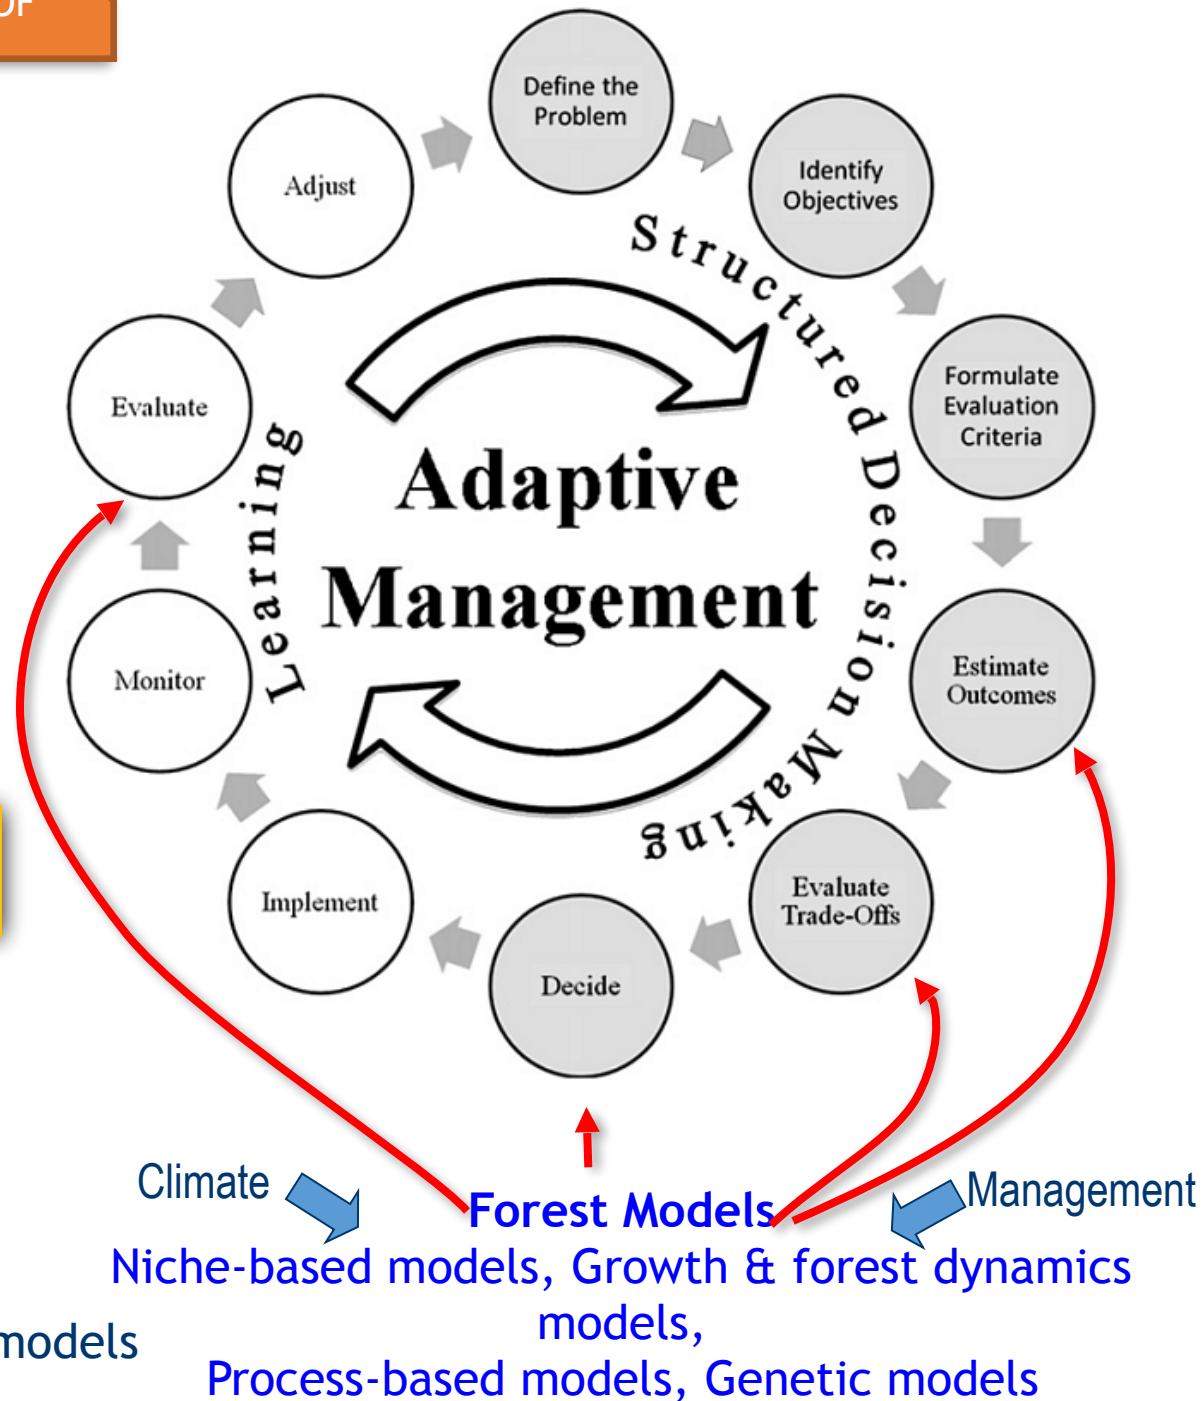 OF
Define the
Problem
Identify
Objectives
Formulate
Evaluation
Criteria
Estimate
Outcomes
Evaluate
Trade-Offs
Decide
Implement
Monitor
Evaluate
Adjust
Structured Decision Making
Learning
Adaptive
Management
Climate
Management
Forest Models
Niche-based models, Growth & forest dynamics
models,
Process-based models, Genetic models
models